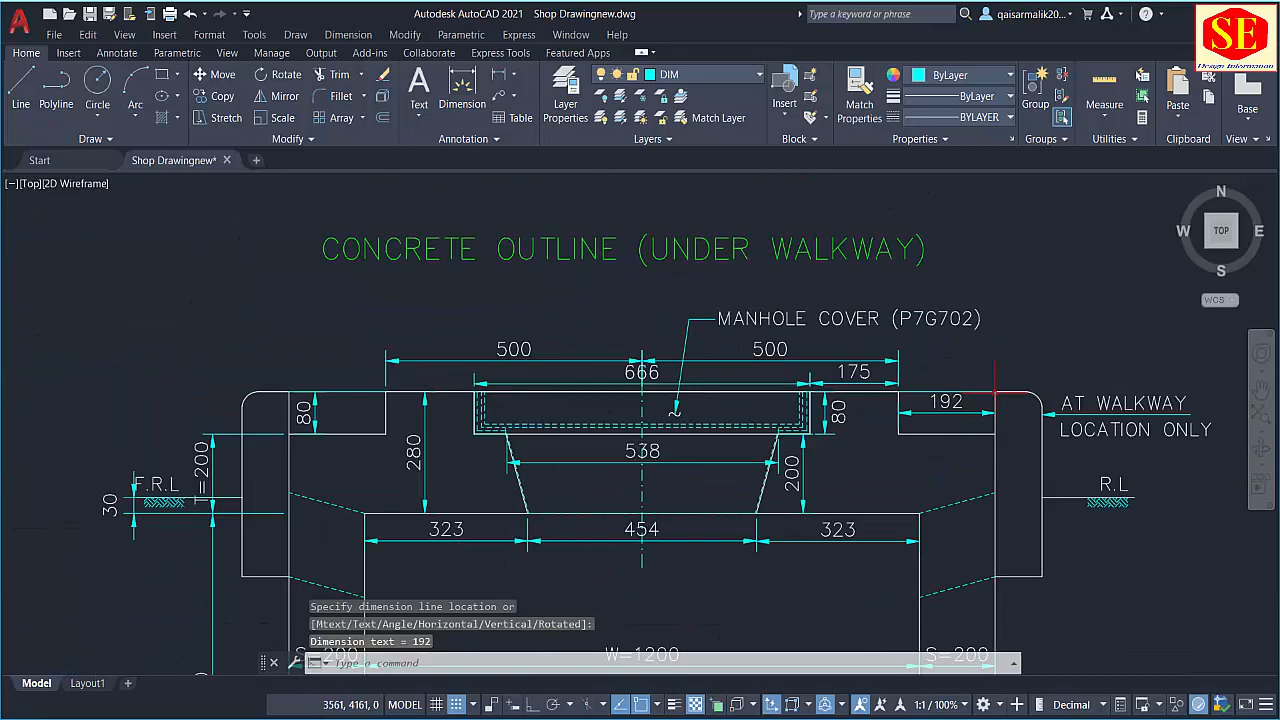 Autodesk AutoCAD 2021 Shop Drawingnew.dwg
Type a keyword or phrase
qaisarmalik20...
SE
Design Information
File Edit View Insert Format Tools Draw Dimension Modify Parametric Express Window Help
Home Insert Annotate Parametric View Manage Output Add-ins Collaborate Express Tools Featured Apps
Line Polyline Circle Arc
Move Rotate Trim
Copy Mirror Fillet
Stretch Scale Array
Text Dimension Table
Layer Properties
DIM
Match Layer
Insert
Match Properties
ByLayer
ByLayer
BYLAYER
Group
Measure
Paste
Base
Draw Modify Annotation Layers Block Properties Groups Utilities Clipboard View
Start
Shop Drawingnew*
[−][Top][2D Wireframe]
N
W TOP E
S
WCS
CONCRETE OUTLINE (UNDER WALKWAY)
MANHOLE COVER (P7G702)
500 500
666 175
80 80 192
AT WALKWAY
LOCATION ONLY
280 538 200
T=200
F.R.L
30
R.L
323 454 323
Specify dimension line location or
[Mtext/Text/Angle/Horizontal/Vertical/Rotated]:
Dimension text = 192
S=200 W=1200 S=200
Type a command
Model Layout1
3561, 4161, 0 MODEL 1:1 / 100% Decimal